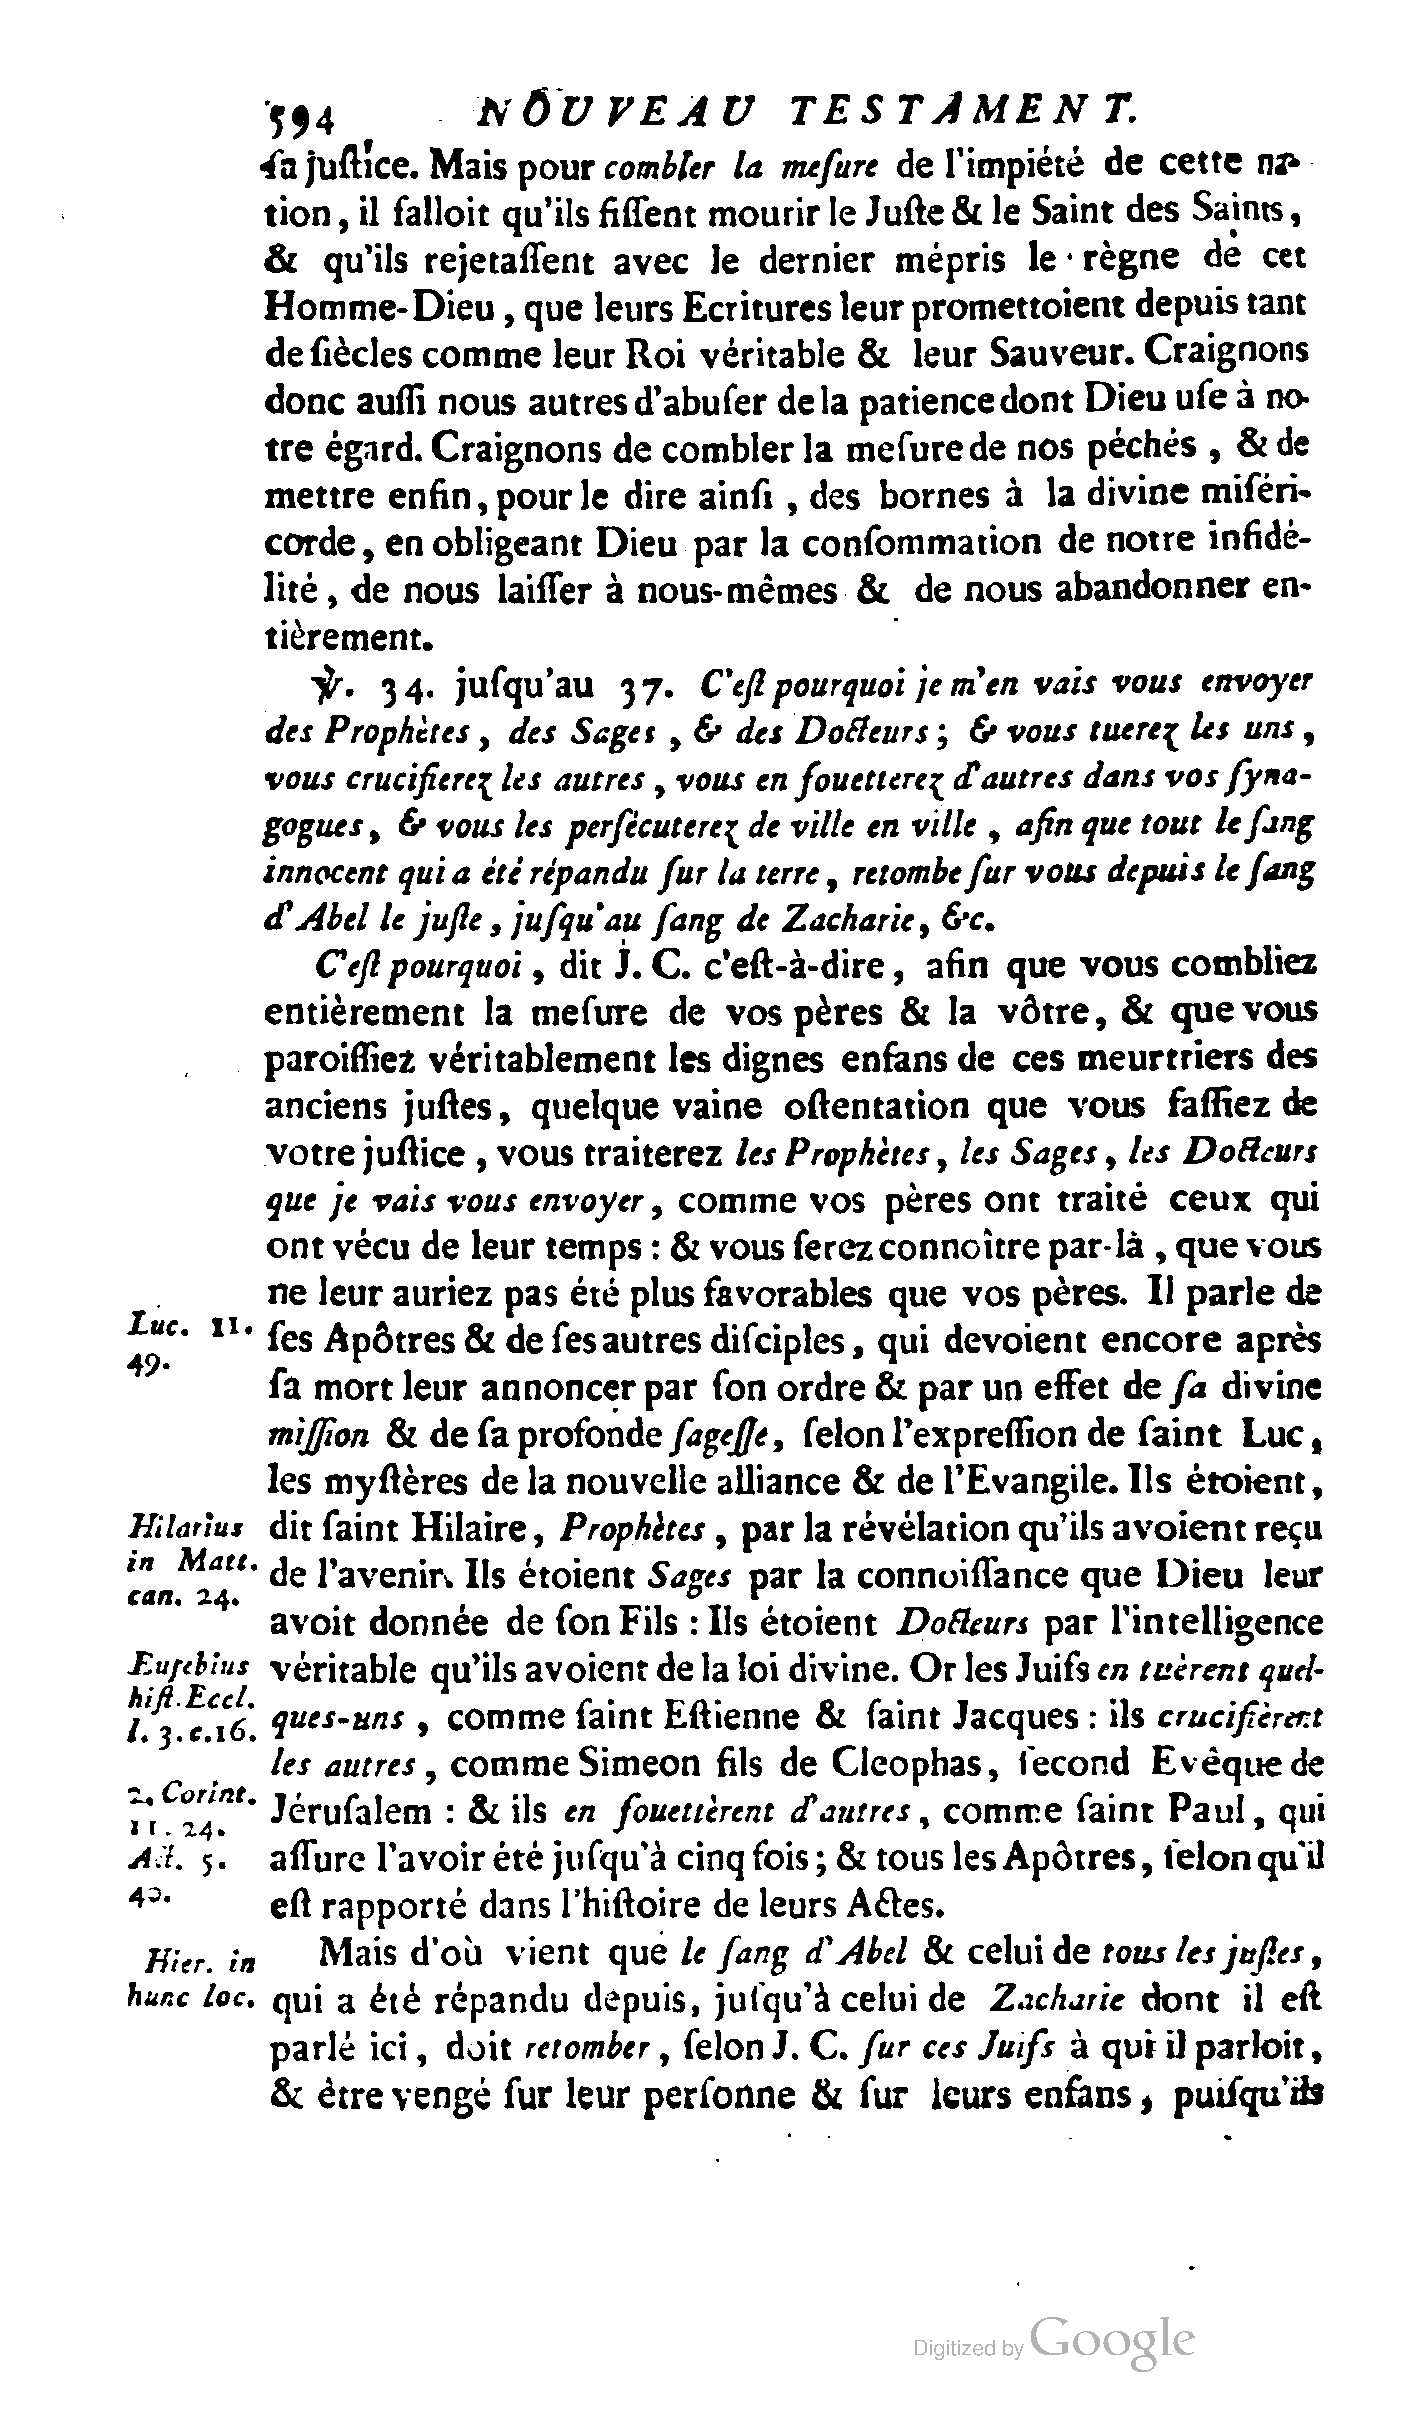 594 NOUVEAU TESTAMENT.
ſa juſtice. Mais pour combler la meſure de l'impiété de cette na-
tion, il falloit qu'ils fiſſent mourir le Juſte & le Saint des Saints,
& qu'ils rejetaſſent avec le dernier mépris le règne de cet
Homme-Dieu, que leurs Ecritures leur promettoient depuis tant
de ſiècles comme leur Roi véritable & leur Sauveur. Craignons
donc auſſi nous autres d'abuſer de la patience dont Dieu uſe à no-
tre égard. Craignons de combler la meſure de nos péchés, & de
mettre enfin, pour le dire ainſi, des bornes à la divine miſéri-
corde, en obligeant Dieu par la conſommation de notre infidé-
lité, de nous laiſſer à nous-mêmes & de nous abandonner en-
tièrement.
℣. 34. juſqu'au 37. C'eſt pourquoi je m'en vais vous envoyer
des Prophètes, des Sages, & des Docteurs; & vous tuerez les uns,
vous crucifierez les autres, vous en fouetterez d'autres dans vos ſyna-
gogues, & vous les perſécuterez de ville en ville, afin que tout le ſang
innocent qui a été répandu ſur la terre, retombe ſur vous depuis le ſang
d'Abel le juſte, juſqu'au ſang de Zacharie, &c.
C'eſt pourquoi, dit J. C. c'eſt-à-dire, afin que vous combliez
entièrement la meſure de vos pères & la vôtre, & que vous
paroiſſiez véritablement les dignes enfans de ces meurtriers des
anciens juſtes, quelque vaine oſtentation que vous faſſiez de
votre juſtice, vous traiterez les Prophètes, les Sages, les Docteurs
que je vais vous envoyer, comme vos pères ont traité ceux qui
ont vécu de leur temps : & vous ferez connoître par-là, que vous
ne leur auriez pas été plus favorables que vos pères. Il parle de
Luc. 11. ſes Apôtres & de ſes autres diſciples, qui devoient encore après
49.
ſa mort leur annoncer par ſon ordre & par un effet de ſa divine
miſſion & de ſa profonde ſageſſe, ſelon l'expreſſion de ſaint Luc,
les myſtères de la nouvelle alliance & de l'Evangile. Ils étoient,
Hilarius dit ſaint Hilaire, Prophètes, par la révélation qu'ils avoient reçu
in Matt. de l'avenir. Ils étoient Sages par la connoiſſance que Dieu leur
can. 24.
avoit donnée de ſon Fils : Ils étoient Docteurs par l'intelligence
Euſebius véritable qu'ils avoient de la loi divine. Or les Juifs en tuèrent quel-
hiſt. Eccl.
l. 3. c. 16. ques-uns, comme ſaint Eſtienne & ſaint Jacques : ils crucifièrent
les autres, comme Simeon fils de Cleophas, ſecond Evêque de
2. Corint. Jéruſalem : & ils en fouettèrent d'autres, comme ſaint Paul, qui
11. 24.
Act. 5. aſſure l'avoir été juſqu'à cinq fois; & tous les Apôtres, ſelon qu'il
40. eſt rapporté dans l'hiſtoire de leurs Actes.
Hier. in Mais d'où vient que le ſang d'Abel & celui de tous les juſtes,
hunc loc. qui a été répandu depuis, juſqu'à celui de Zacharie dont il eſt
parlé ici, doit retomber, ſelon J. C. ſur ces Juifs à qui il parloit,
& être vengé ſur leur perſonne & ſur leurs enfans, puiſqu'ils
Digitized by Google